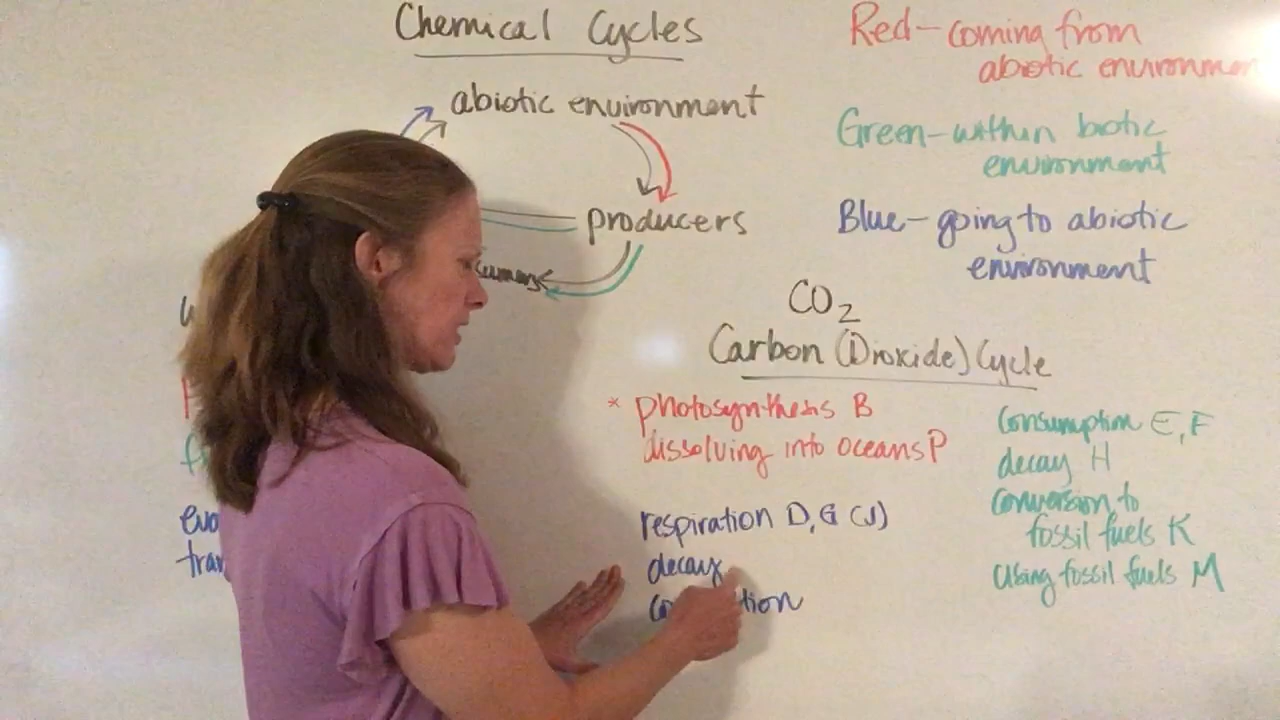 Chemical Cycles
abiotic environment
producers
Red - coming from
abiotic environmen
Green - within biotic
environment
Blue - going to abiotic
environment
CO2
Carbon (Dioxide) Cycle
* photosynthesis B
dissolving into oceans P
respiration D, G (J)
decay
consumption E, F
decay H
conversion to
fossil fuels K
using fossil fuels M